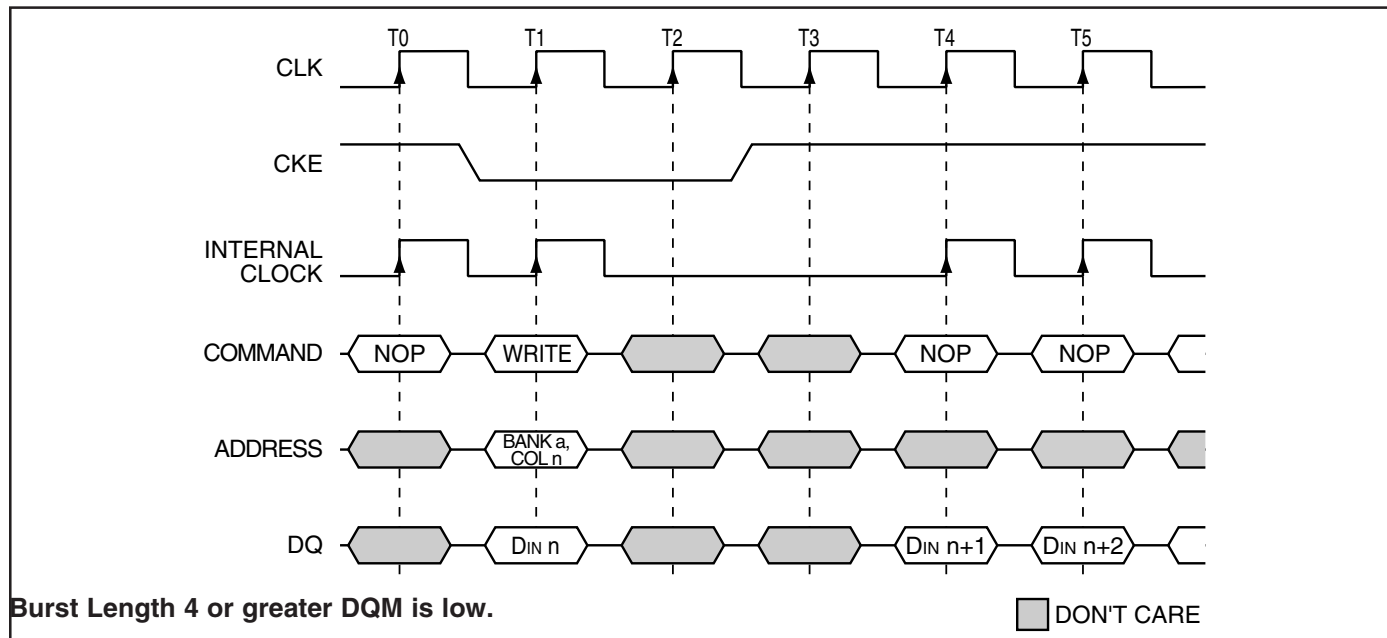 T0 T1 T2 T3 T4 T5
CLK
CKE
INTERNAL
CLOCK
COMMAND NOP WRITE NOP NOP
ADDRESS BANK a,
COL n
DQ DIN n DIN n+1 DIN n+2
Burst Length 4 or greater DQM is low.
DON'T CARE